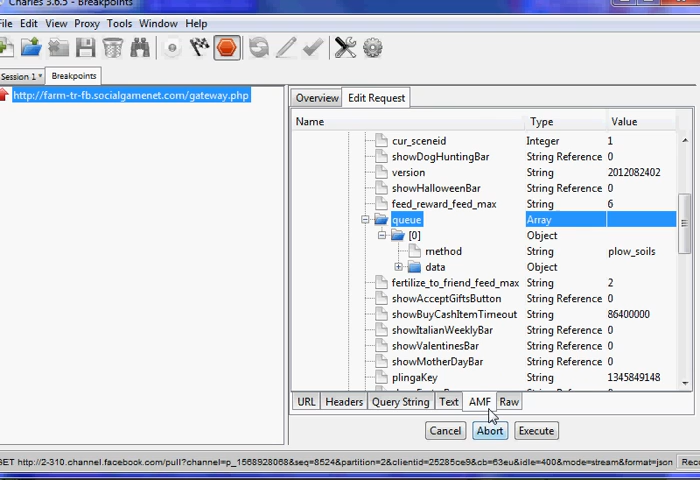 Charles 3.6.5 - Breakpoints
File Edit View Proxy Tools Window Help
Session 1 * Breakpoints
http://farm-tr-fb.socialgamenet.com/gateway.php
Overview Edit Request
Name Type Value
cur_sceneid Integer 1
showDogHuntingBar String Reference 0
version String 2012082402
showHalloweenBar String Reference 0
feed_reward_feed_max String 6
queue Array
[0] Object
method String plow_soils
data Object
fertilize_to_friend_feed_max String 2
showAcceptGiftsButton String Reference 0
showBuyCashItemTimeout String 86400000
showItalianWeeklyBar String Reference 0
showValentinesBar String Reference 0
showMotherDayBar String Reference 0
plingaKey String 1345849148
URL Headers Query String Text AMF Raw
Cancel Abort Execute
GET http://2-310.channel.facebook.com/pull?channel=p_1568928068&seq=8524&partition=2&clientid=25285ce9&cb=63eu&idle=400&mode=stream&format=json Reco